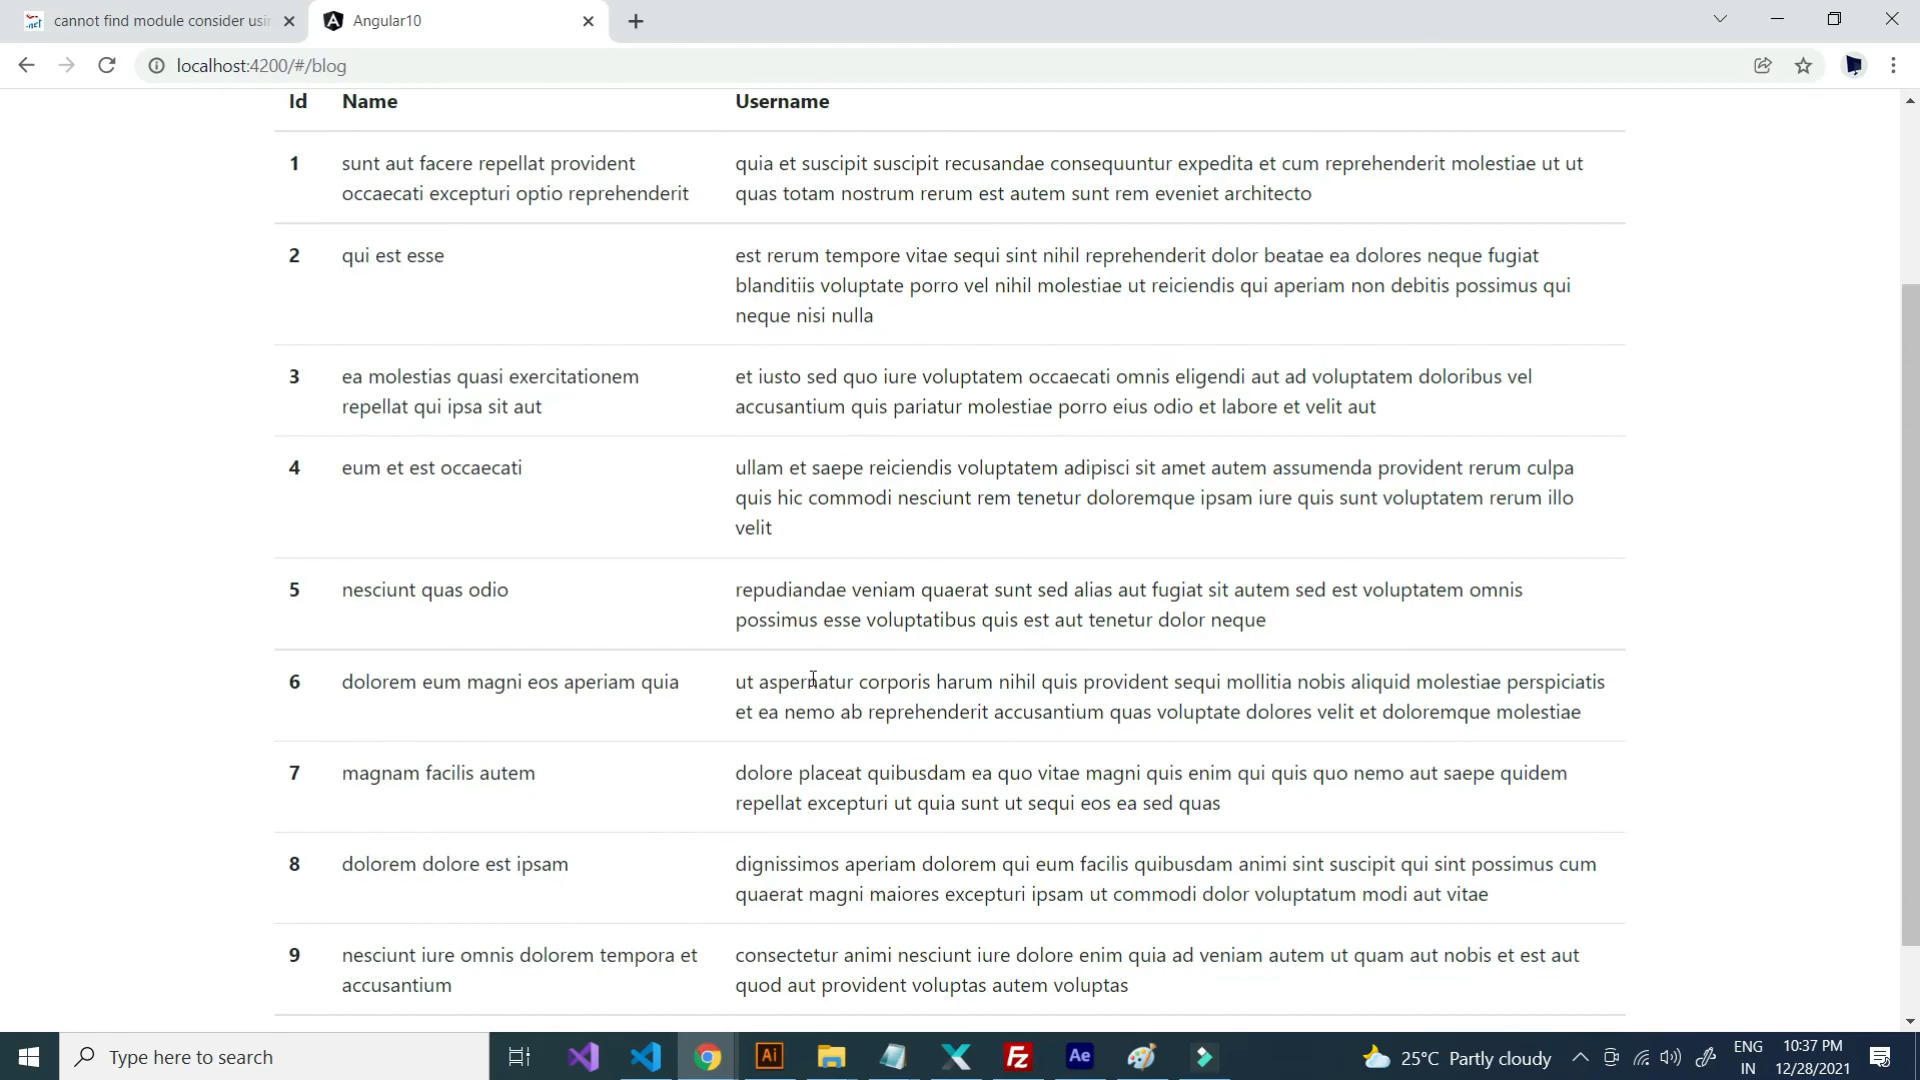 cannot find module consider usi
Angular10
localhost:4200/#/blog
Id Name Username
1 sunt aut facere repellat provident
occaecati excepturi optio reprehenderit
quia et suscipit suscipit recusandae consequuntur expedita et cum reprehenderit molestiae ut ut
quas totam nostrum rerum est autem sunt rem eveniet architecto
2 qui est esse
est rerum tempore vitae sequi sint nihil reprehenderit dolor beatae ea dolores neque fugiat
blanditiis voluptate porro vel nihil molestiae ut reiciendis qui aperiam non debitis possimus qui
neque nisi nulla
3 ea molestias quasi exercitationem
repellat qui ipsa sit aut
et iusto sed quo iure voluptatem occaecati omnis eligendi aut ad voluptatem doloribus vel
accusantium quis pariatur molestiae porro eius odio et labore et velit aut
4 eum et est occaecati
ullam et saepe reiciendis voluptatem adipisci sit amet autem assumenda provident rerum culpa
quis hic commodi nesciunt rem tenetur doloremque ipsam iure quis sunt voluptatem rerum illo
velit
5 nesciunt quas odio
repudiandae veniam quaerat sunt sed alias aut fugiat sit autem sed est voluptatem omnis
possimus esse voluptatibus quis est aut tenetur dolor neque
6 dolorem eum magni eos aperiam quia
ut aspernatur corporis harum nihil quis provident sequi mollitia nobis aliquid molestiae perspiciatis
et ea nemo ab reprehenderit accusantium quas voluptate dolores velit et doloremque molestiae
7 magnam facilis autem
dolore placeat quibusdam ea quo vitae magni quis enim qui quis quo nemo aut saepe quidem
repellat excepturi ut quia sunt ut sequi eos ea sed quas
8 dolorem dolore est ipsam
dignissimos aperiam dolorem qui eum facilis quibusdam animi sint suscipit qui sint possimus cum
quaerat magni maiores excepturi ipsam ut commodi dolor voluptatum modi aut vitae
9 nesciunt iure omnis dolorem tempora et
accusantium
consectetur animi nesciunt iure dolore enim quia ad veniam autem ut quam aut nobis et est aut
quod aut provident voluptas autem voluptas
Type here to search
Ai
Fz
Ae
25°C Partly cloudy
ENG
IN
10:37 PM
12/28/2021